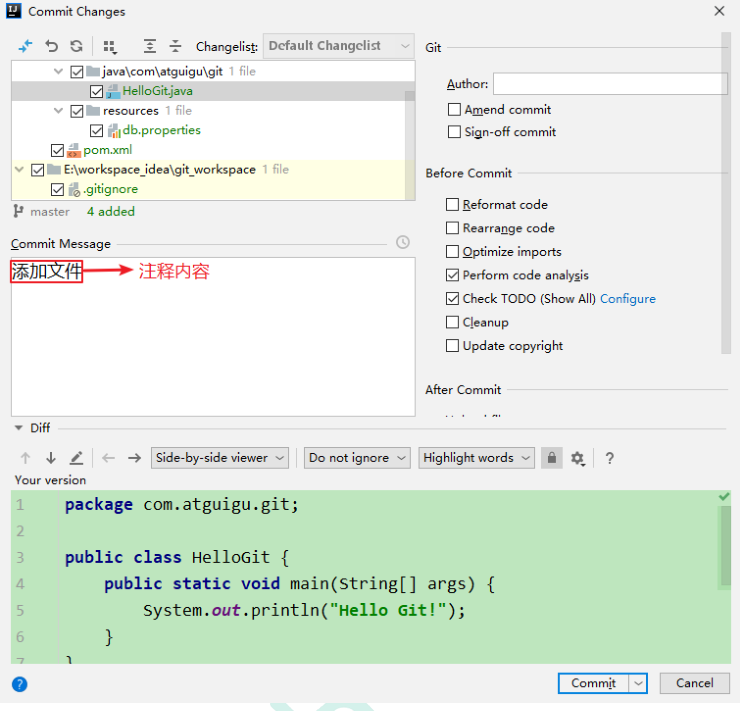 Commit Changes
Changelist: Default Changelist
java\com\atguigu\git 1 file
HelloGit.java
resources 1 file
db.properties
pom.xml
E:\workspace_idea\git_workspace 1 file
.gitignore
master 4 added
Commit Message
添加文件 注释内容
Git
Author:
Amend commit
Sign-off commit
Before Commit
Reformat code
Rearrange code
Optimize imports
Perform code analysis
Check TODO (Show All) Configure
Cleanup
Update copyright
After Commit
Diff
Side-by-side viewer Do not ignore Highlight words ?
Your version
1 package com.atguigu.git;
2
3 public class HelloGit {
4 public static void main(String[] args) {
5 System.out.println("Hello Git!");
6 }
7 }
? Commit Cancel